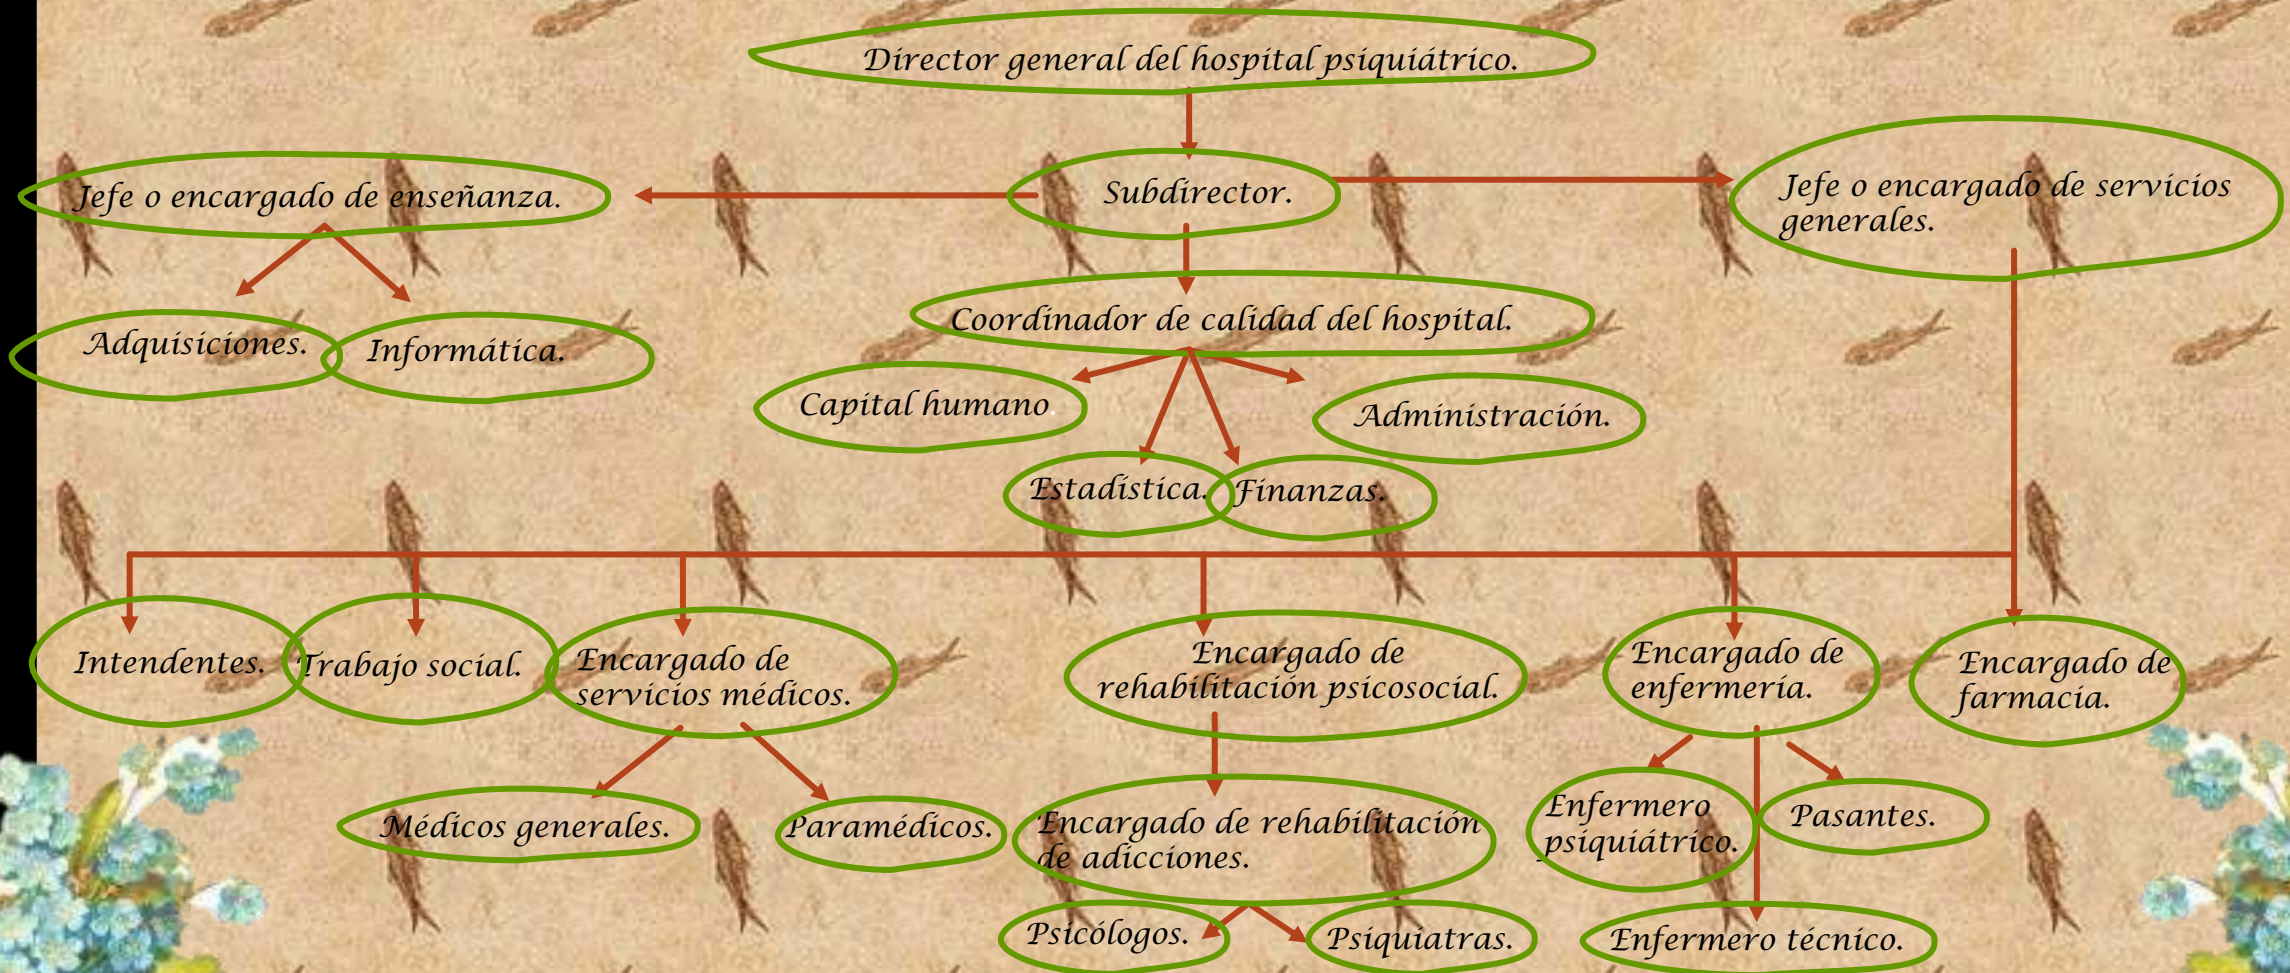 Director general del hospital psiquiátrico.
Jefe o encargado de enseñanza.
Subdirector.
Jefe o encargado de servicios
generales.
Adquisiciones.
Informática.
Coordinador de calidad del hospital.
Capital humano.
Administración.
Estadística.
Finanzas.
Intendentes.
Trabajo social.
Encargado de
servicios médicos.
Encargado de
rehabilitación psicosocial.
Encargado de
enfermería.
Encargado de
farmacia.
Médicos generales.
Paramédicos.
Encargado de rehabilitación
de adicciones.
Enfermero
psiquiátrico.
Pasantes.
Psicólogos.
Psiquiatras.
Enfermero técnico.